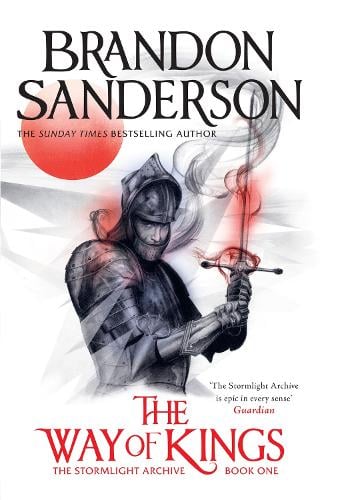 BRANDON
SANDERSON
THE SUNDAY TIMES BESTSELLING AUTHOR
'The Stormlight Archive
is epic in every sense'
Guardian
THE
WAY OF KINGS
THE STORMLIGHT ARCHIVE BOOK ONE